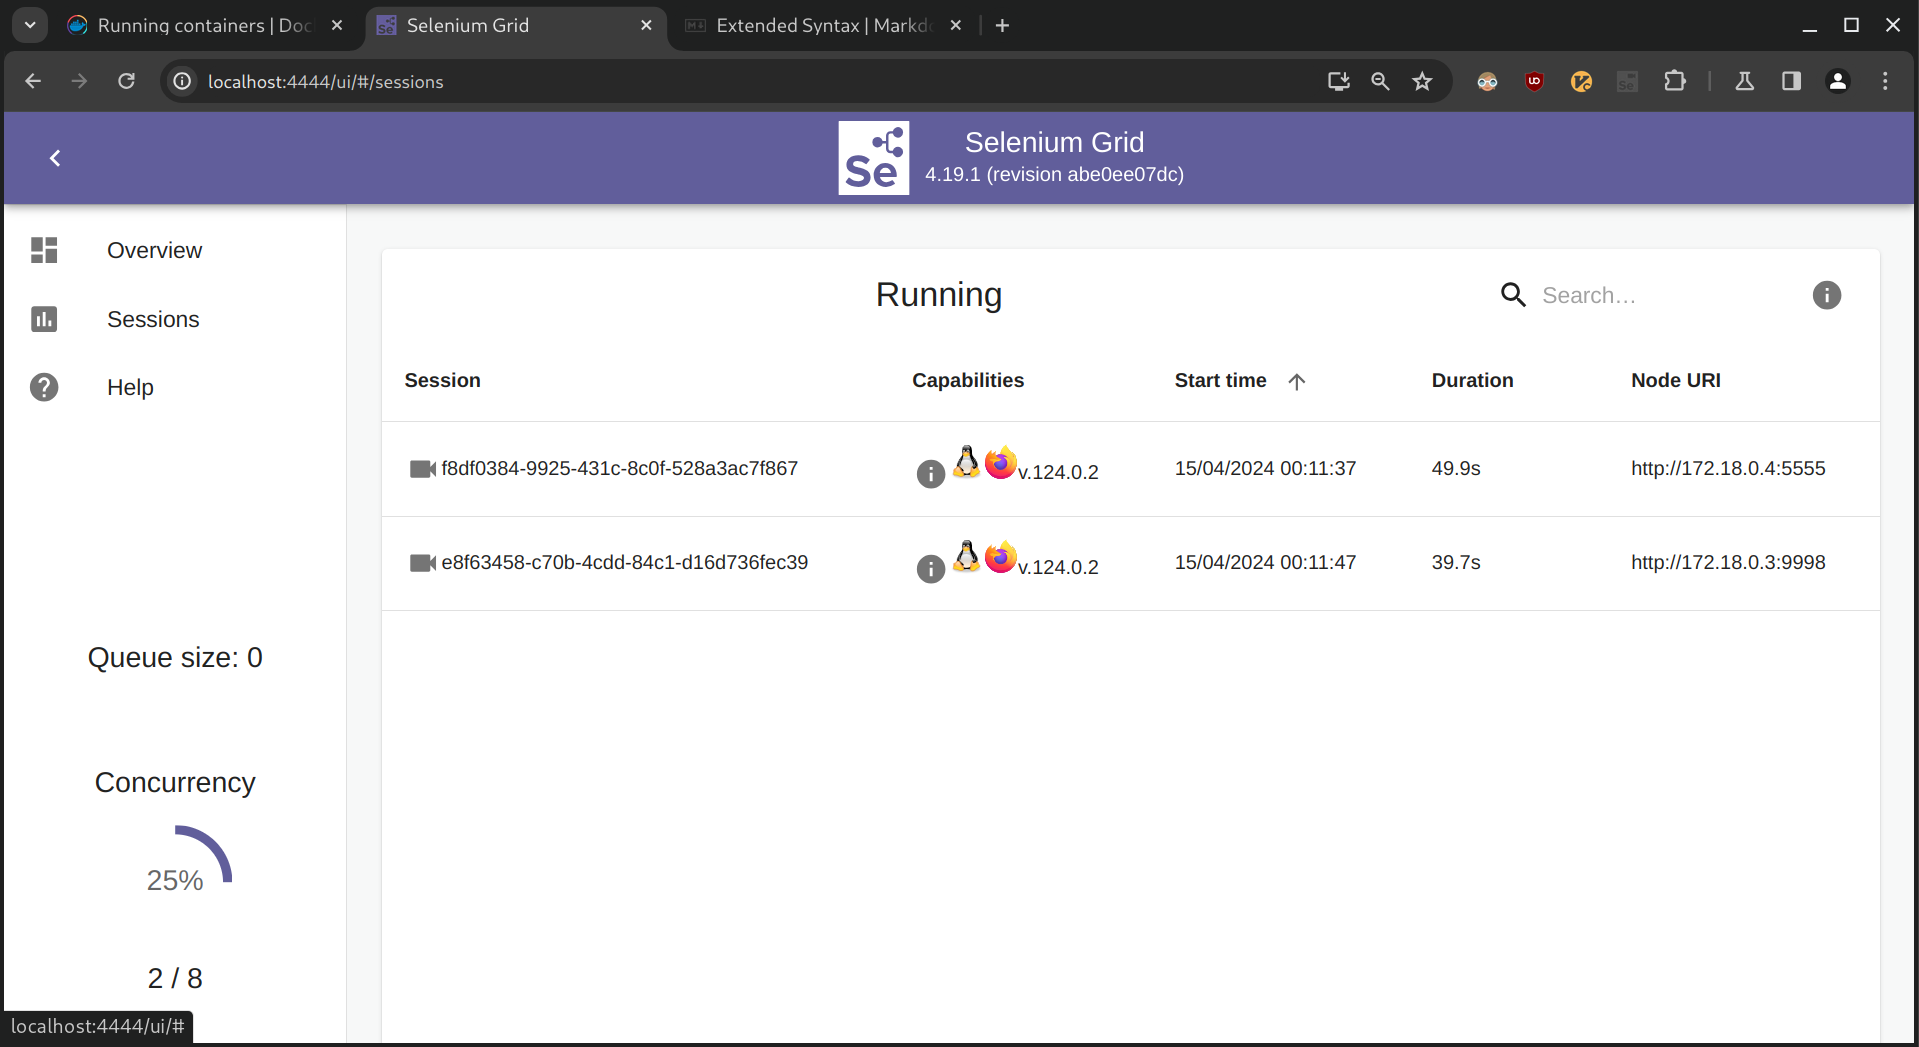 Running containers | Doc
Selenium Grid
Extended Syntax | Markd
localhost:4444/ui/#/sessions
Se
Selenium Grid
4.19.1 (revision abe0ee07dc)
Overview
Sessions
Help
Queue size: 0
Concurrency
25%
2 / 8
Running
Search…
Session Capabilities Start time Duration Node URI
f8df0384-9925-431c-8c0f-528a3ac7f867 v.124.0.2 15/04/2024 00:11:37 49.9s http://172.18.0.4:5555
e8f63458-c70b-4cdd-84c1-d16d736fec39 v.124.0.2 15/04/2024 00:11:47 39.7s http://172.18.0.3:9998
localhost:4444/ui/#